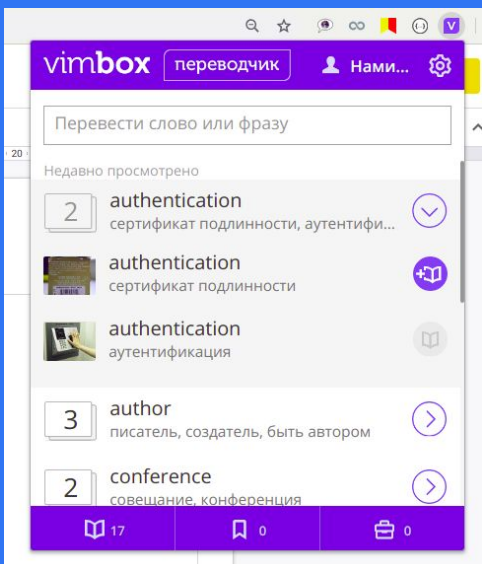 vimbox переводчик Нами...
Перевести слово или фразу
20
Недавно просмотрено
2 authentication
сертификат подлинности, аутентифи...
authentication
сертификат подлинности
authentication
аутентификация
3 author
писатель, создатель, быть автором
2 conference
совещание, конференция
17 0 0